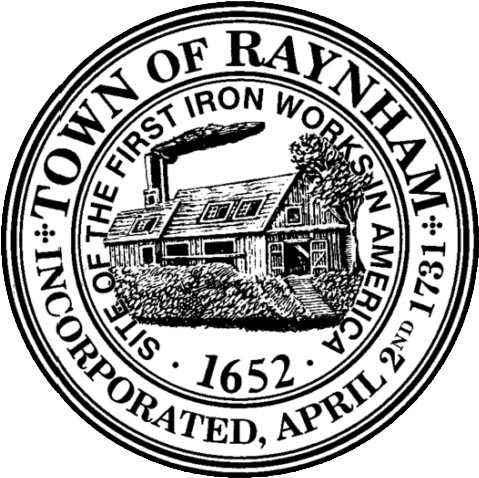 TOWN OF RAYNHAM
INCORPORATED, APRIL 2ND 1731
SITE OF THE FIRST IRON WORKS IN AMERICA
· 1652 ·